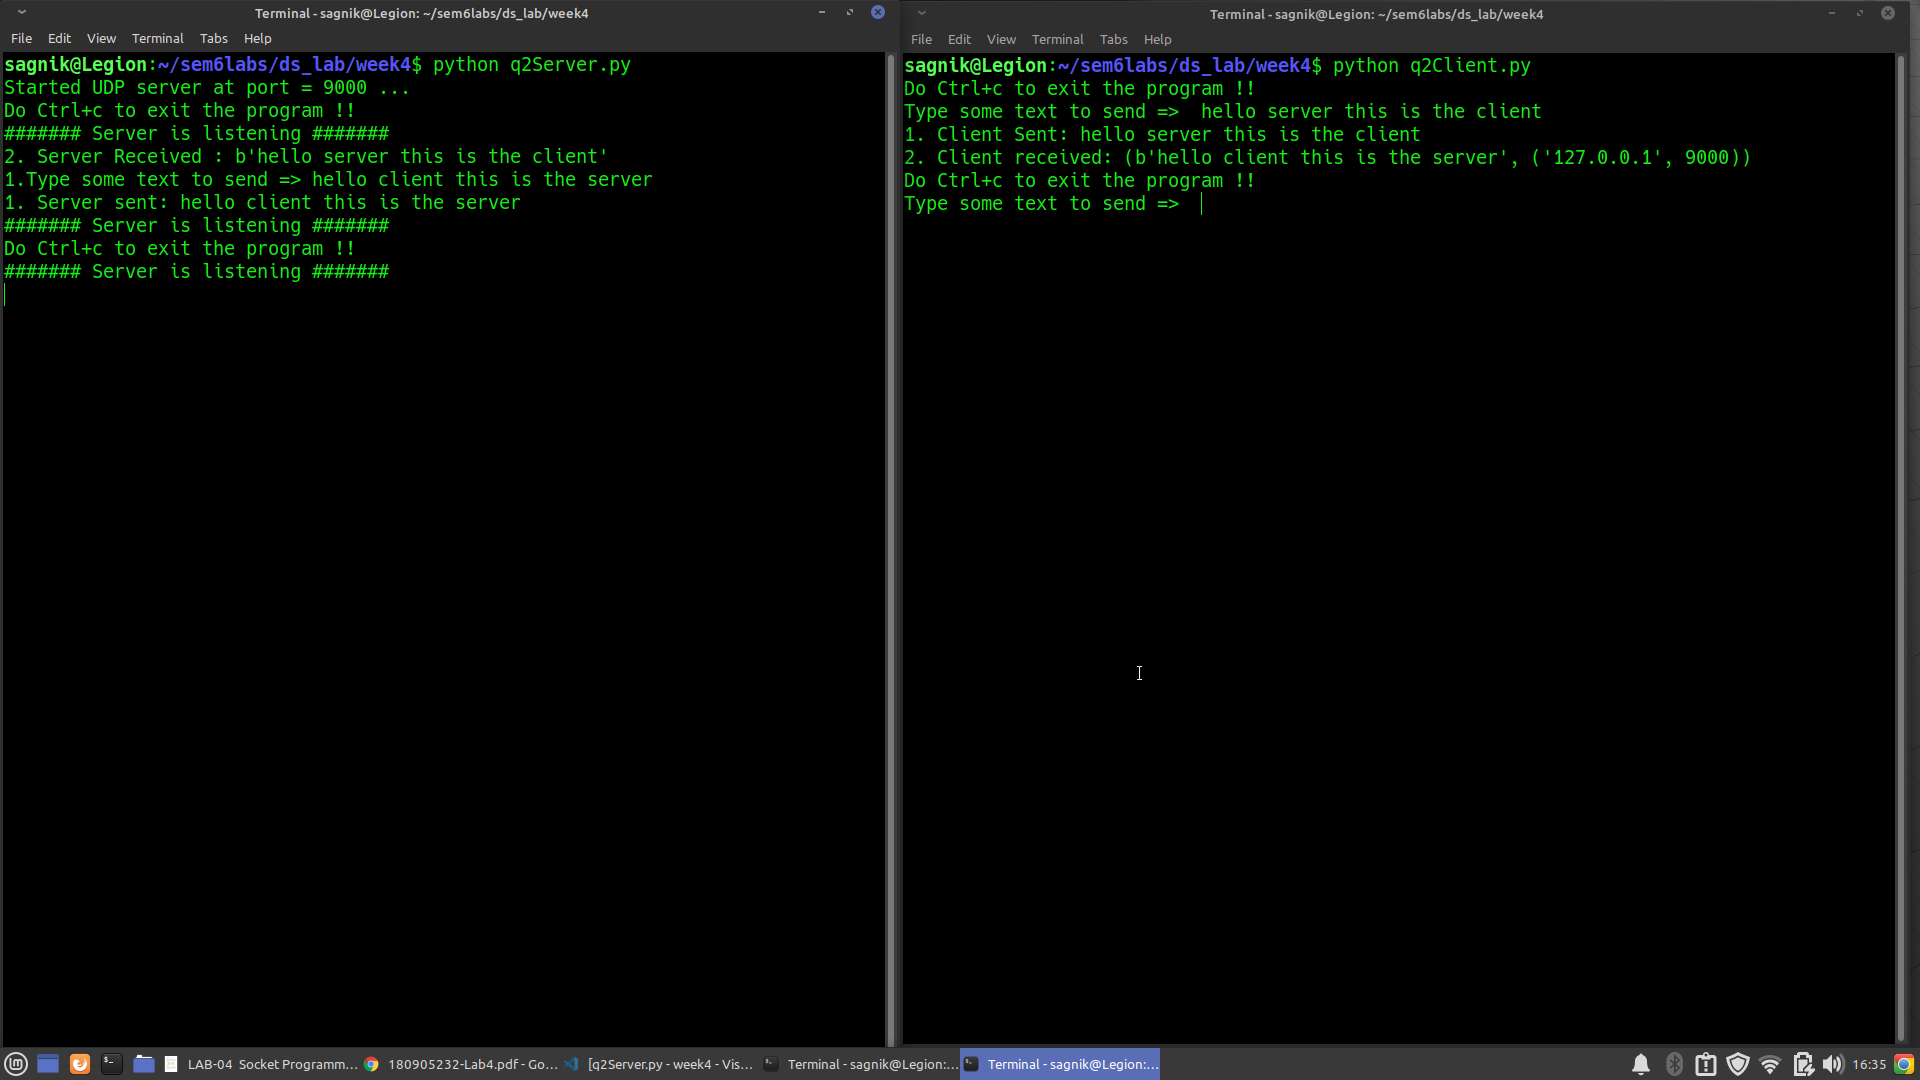 Terminal - sagnik@Legion: ~/sem6labs/ds_lab/week4
File Edit View Terminal Tabs Help
sagnik@Legion:~/sem6labs/ds_lab/week4$ python q2Server.py
Started UDP server at port = 9000 ...
Do Ctrl+c to exit the program !!
####### Server is listening #######
2. Server Received : b'hello server this is the client'
1.Type some text to send => hello client this is the server
1. Server sent: hello client this is the server
####### Server is listening #######
Do Ctrl+c to exit the program !!
####### Server is listening #######
Terminal - sagnik@Legion: ~/sem6labs/ds_lab/week4
File Edit View Terminal Tabs Help
sagnik@Legion:~/sem6labs/ds_lab/week4$ python q2Client.py
Do Ctrl+c to exit the program !!
Type some text to send =>  hello server this is the client
1. Client Sent: hello server this is the client
2. Client received: (b'hello client this is the server', ('127.0.0.1', 9000))
Do Ctrl+c to exit the program !!
Type some text to send =>
LAB-04 Socket Programm... 180905232-Lab4.pdf - Go... [q2Server.py - week4 - Vis... Terminal - sagnik@Legion:... Terminal - sagnik@Legion:... 16:35